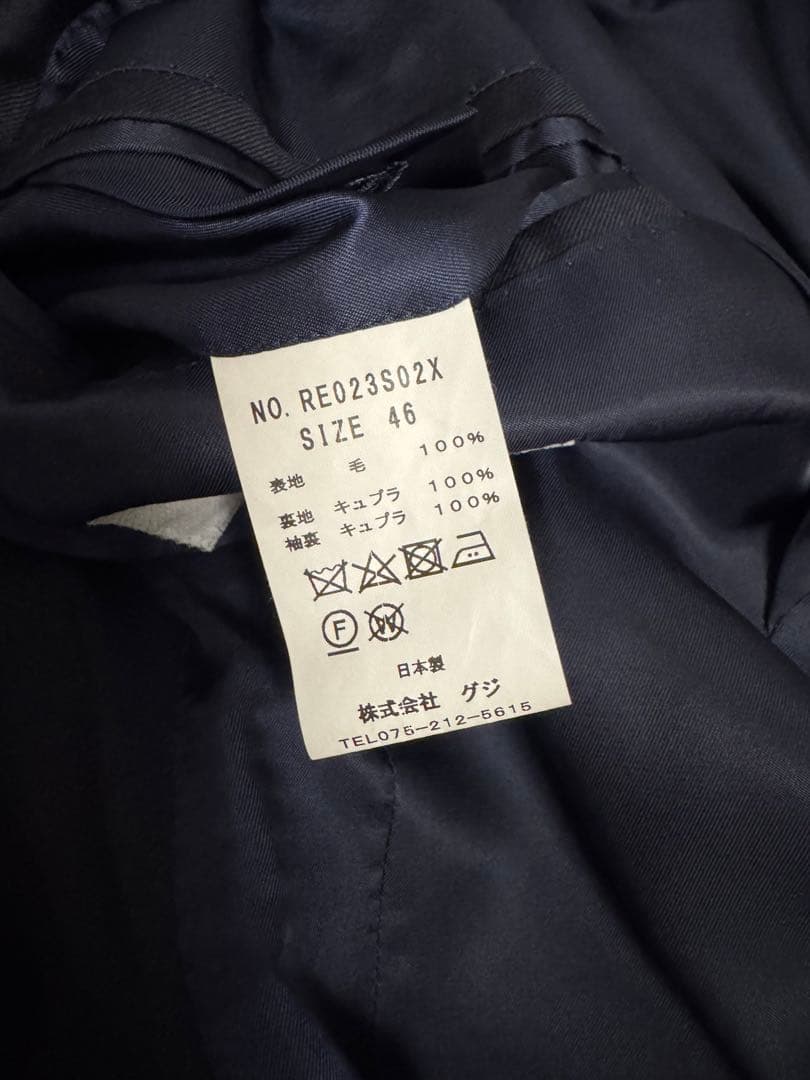 NO. RE023S02X
SIZE 46
表地 毛 100%
裏地 キュプラ 100%
袖裏 キュプラ 100%
F W
日本製
株式会社 グジ
TEL075-212-5615